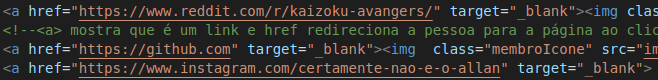 <a href="https://www.reddit.com/r/kaizoku-avangers/" target="_blank"><img clas
<!--<a> mostra que é um link e href redireciona a pessoa para a página ao clic
<a href="https://github.com" target="_blank"><img  class="membroIcone" src="im
<a href="https://www.instagram.com/certamente-nao-e-o-allan" target="_blank">